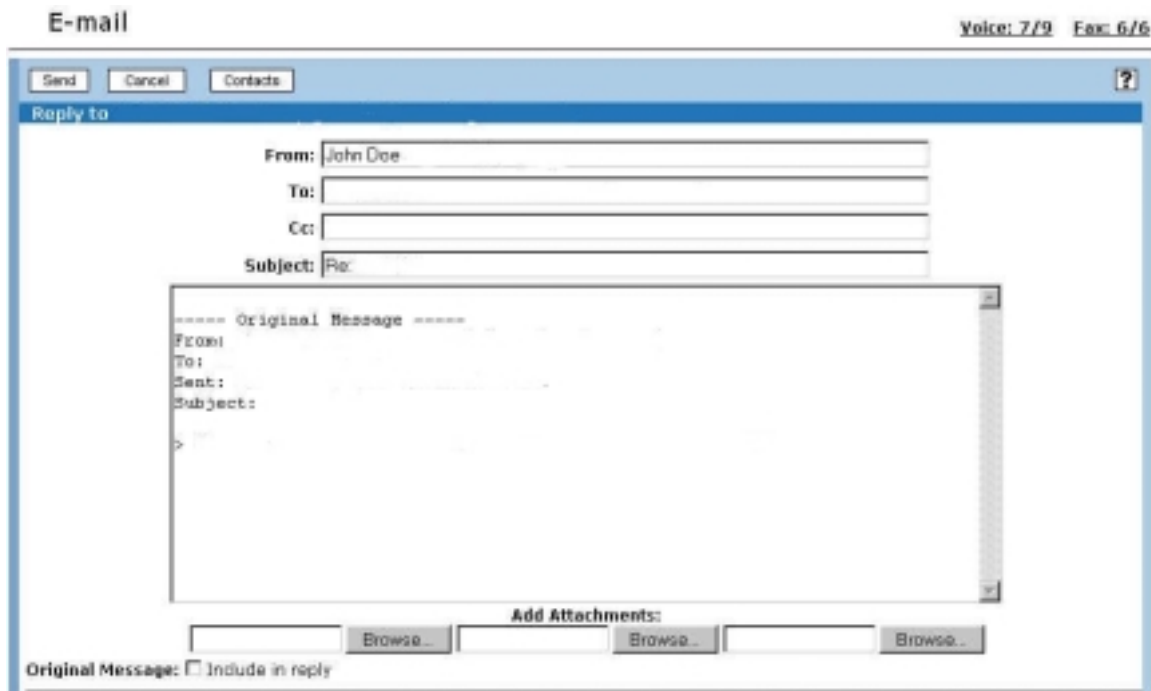 E-mail
Voice: 7/9 Fax: 6/6
Send Cancel Contacts ?
Reply to
From: John Doe
To:
Cc:
Subject: Re:
----- Original Message -----
From:
To:
Sent:
Subject:
>
Add Attachments:
Browse... Browse... Browse...
Original Message: Include in reply